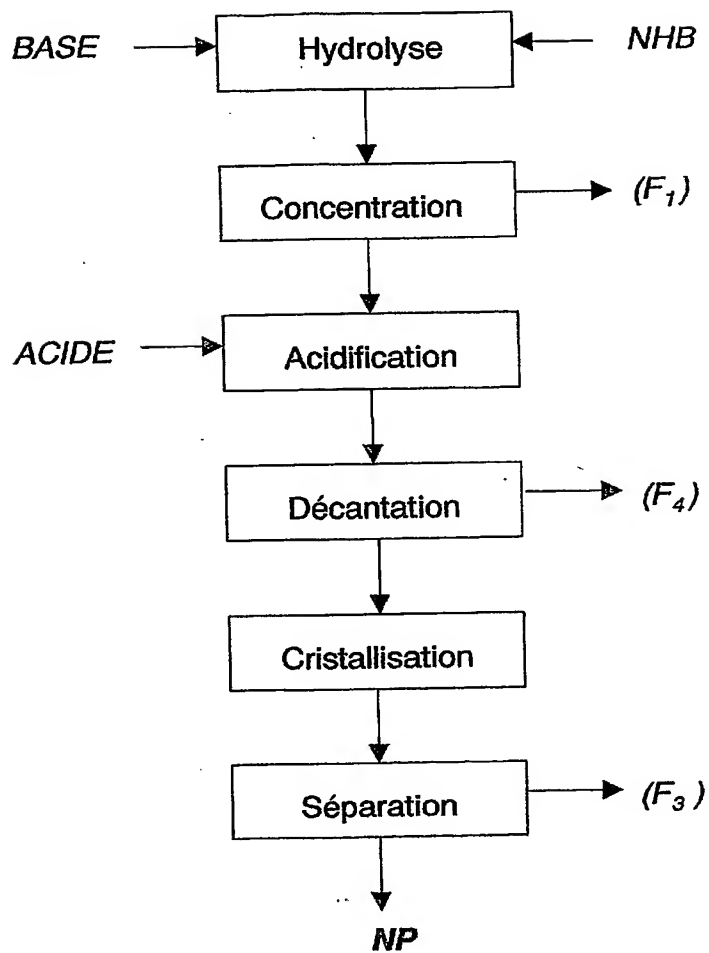 BASE Hydrolyse NHB
Concentration (F₁)
ACIDE Acidification
Décantation (F₄)
Cristallisation
Séparation (F₃)
NP